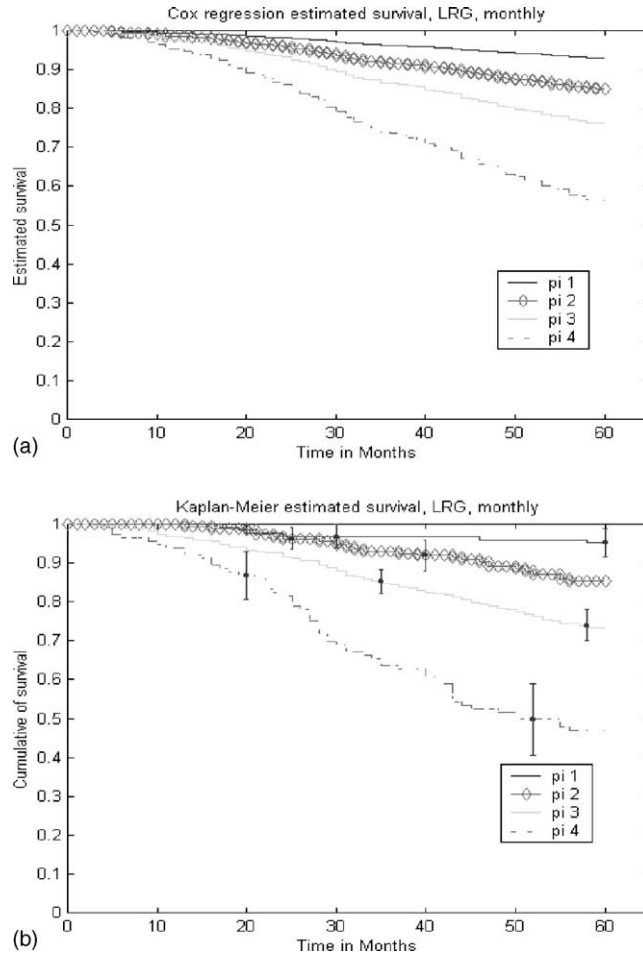 Cox regression estimated survival, LRG, monthly
1
0.9
0.8
0.7
0.6
0.5
0.4
0.3
0.2
0.1
0
Estimated survival
pi 1
pi 2
pi 3
pi 4
0 10 20 30 40 50 60
Time in Months
(a)
Kaplan-Meier estimated survival, LRG, monthly
1
0.9
0.8
0.7
0.6
0.5
0.4
0.3
0.2
0.1
0
Cumulative of survival
pi 1
pi 2
pi 3
pi 4
0 10 20 30 40 50 60
Time in Months
(b)